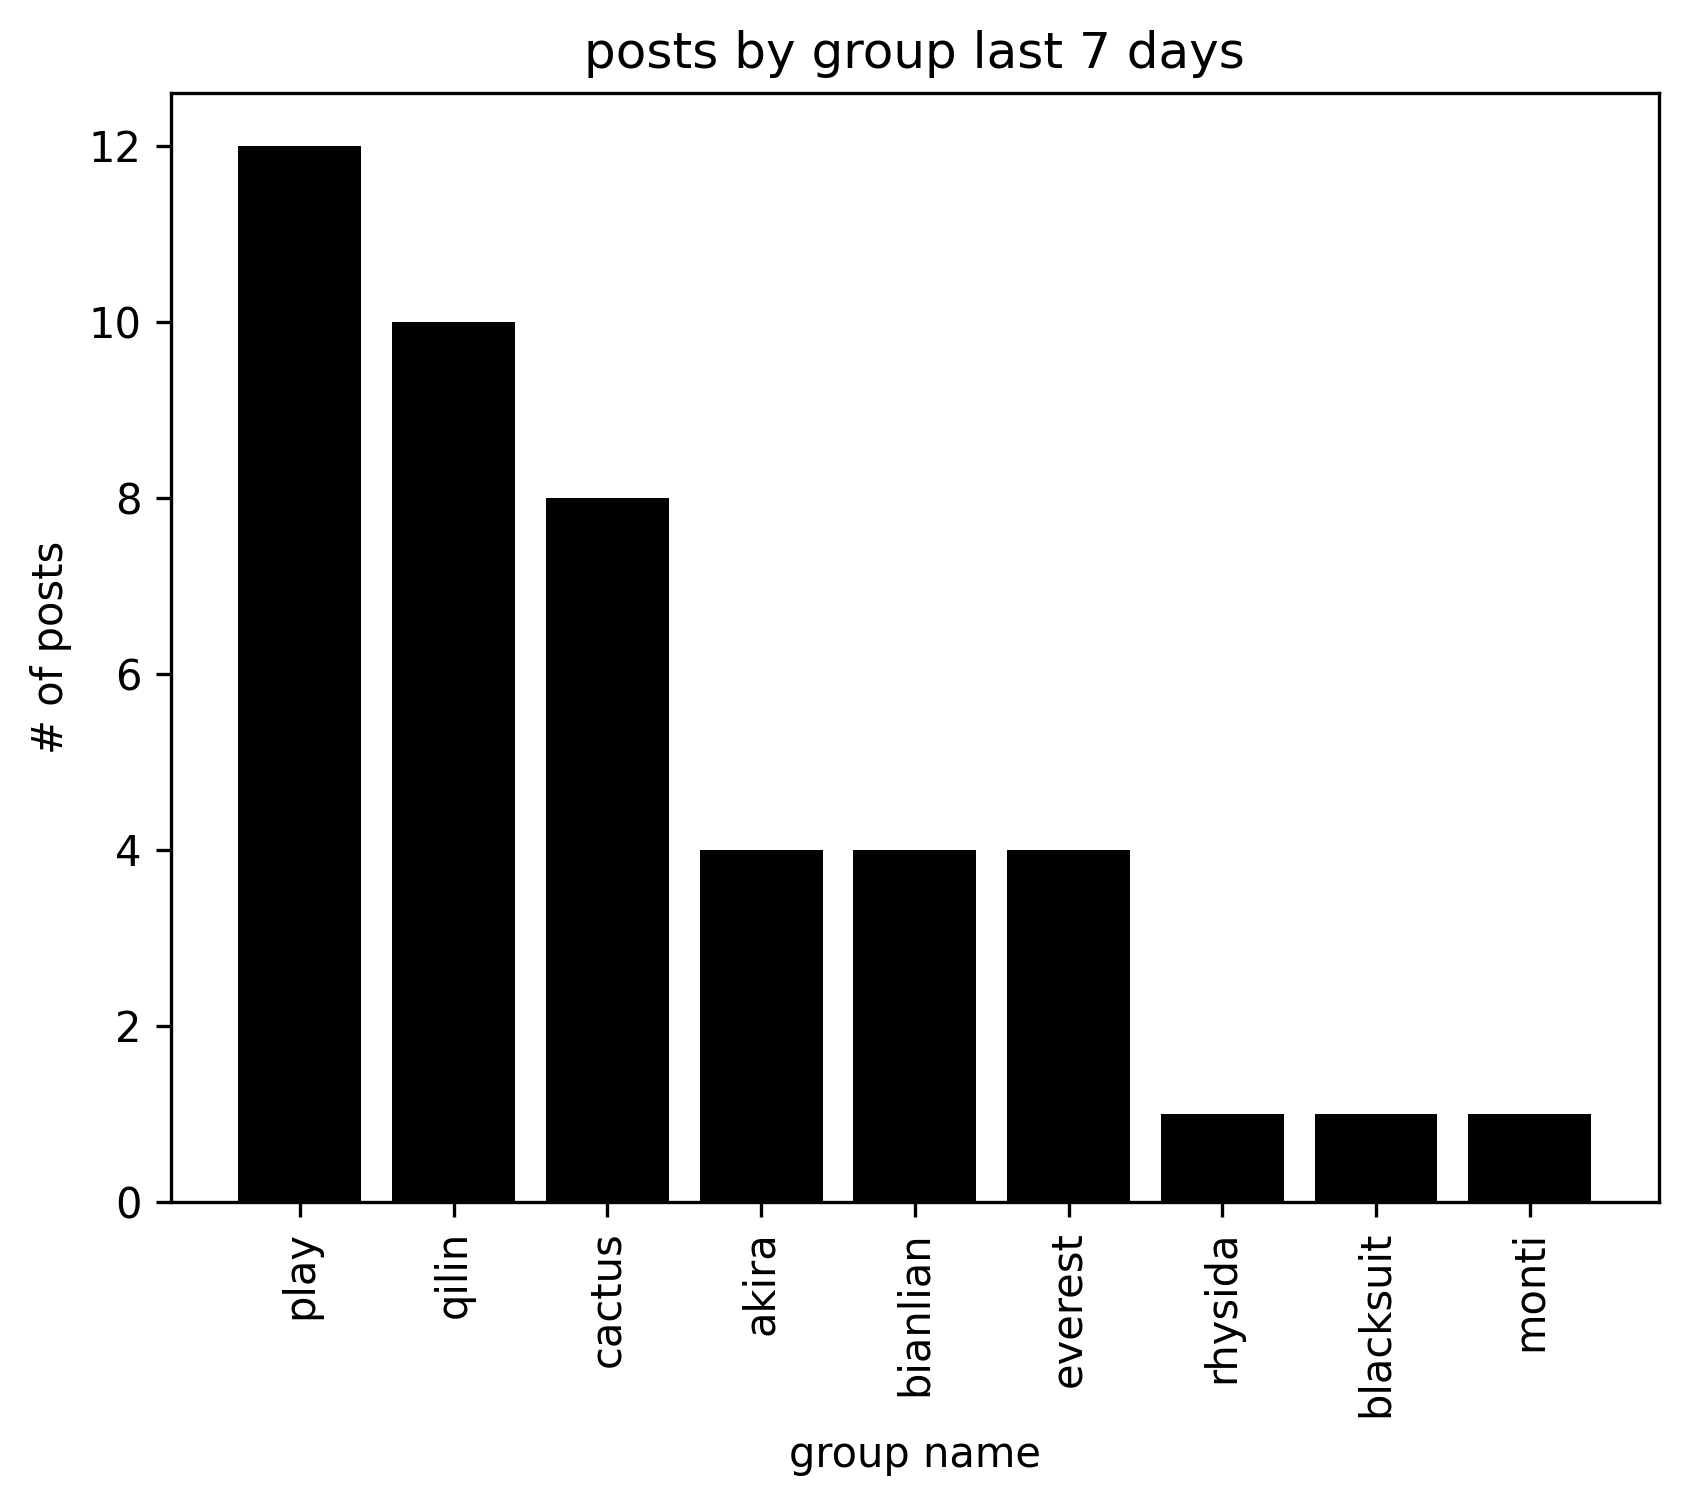 posts by group last 7 days
# of posts
12
10
8
6
4
2
0
play
qilin
cactus
akira
bianlian
everest
rhysida
blacksuit
monti
group name